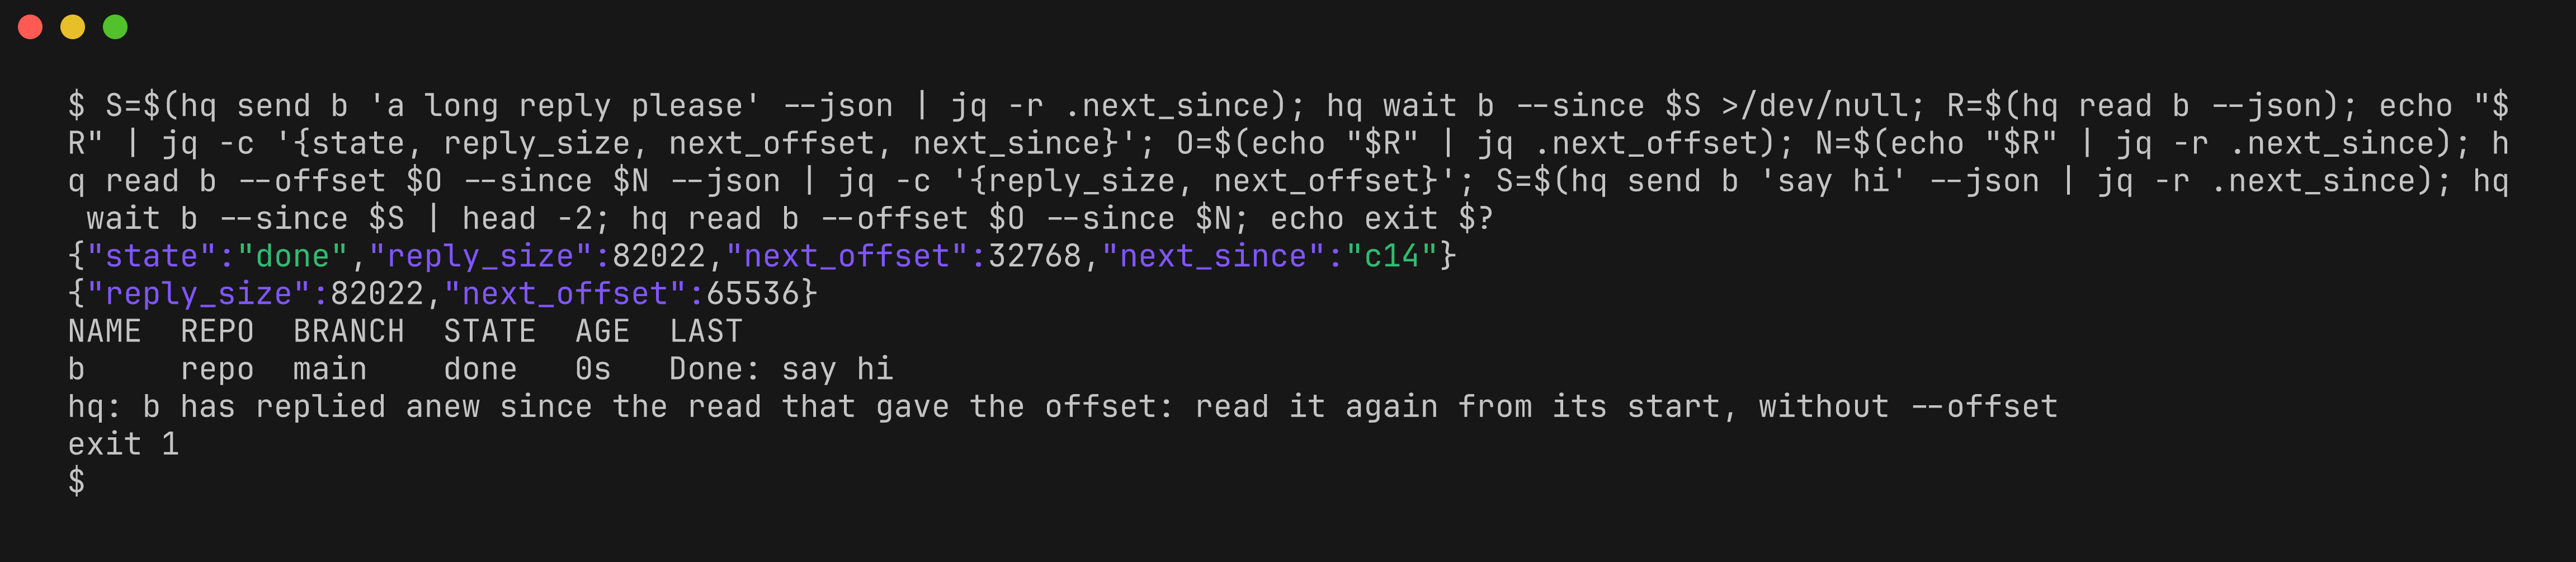 $ S=$(hq send b 'a long reply please' --json | jq -r .next_since); hq wait b --since $S >/dev/null; R=$(hq read b --json); echo "$
R" | jq -c '{state, reply_size, next_offset, next_since}'; O=$(echo "$R" | jq .next_offset); N=$(echo "$R" | jq -r .next_since); h
q read b --offset $O --since $N --json | jq -c '{reply_size, next_offset}'; S=$(hq send b 'say hi' --json | jq -r .next_since); hq
 wait b --since $S | head -2; hq read b --offset $O --since $N; echo exit $?
{"state":"done","reply_size":82022,"next_offset":32768,"next_since":"c14"}
{"reply_size":82022,"next_offset":65536}
NAME  REPO  BRANCH  STATE  AGE  LAST
b     repo  main    done   0s   Done: say hi
hq: b has replied anew since the read that gave the offset: read it again from its start, without --offset
exit 1
$